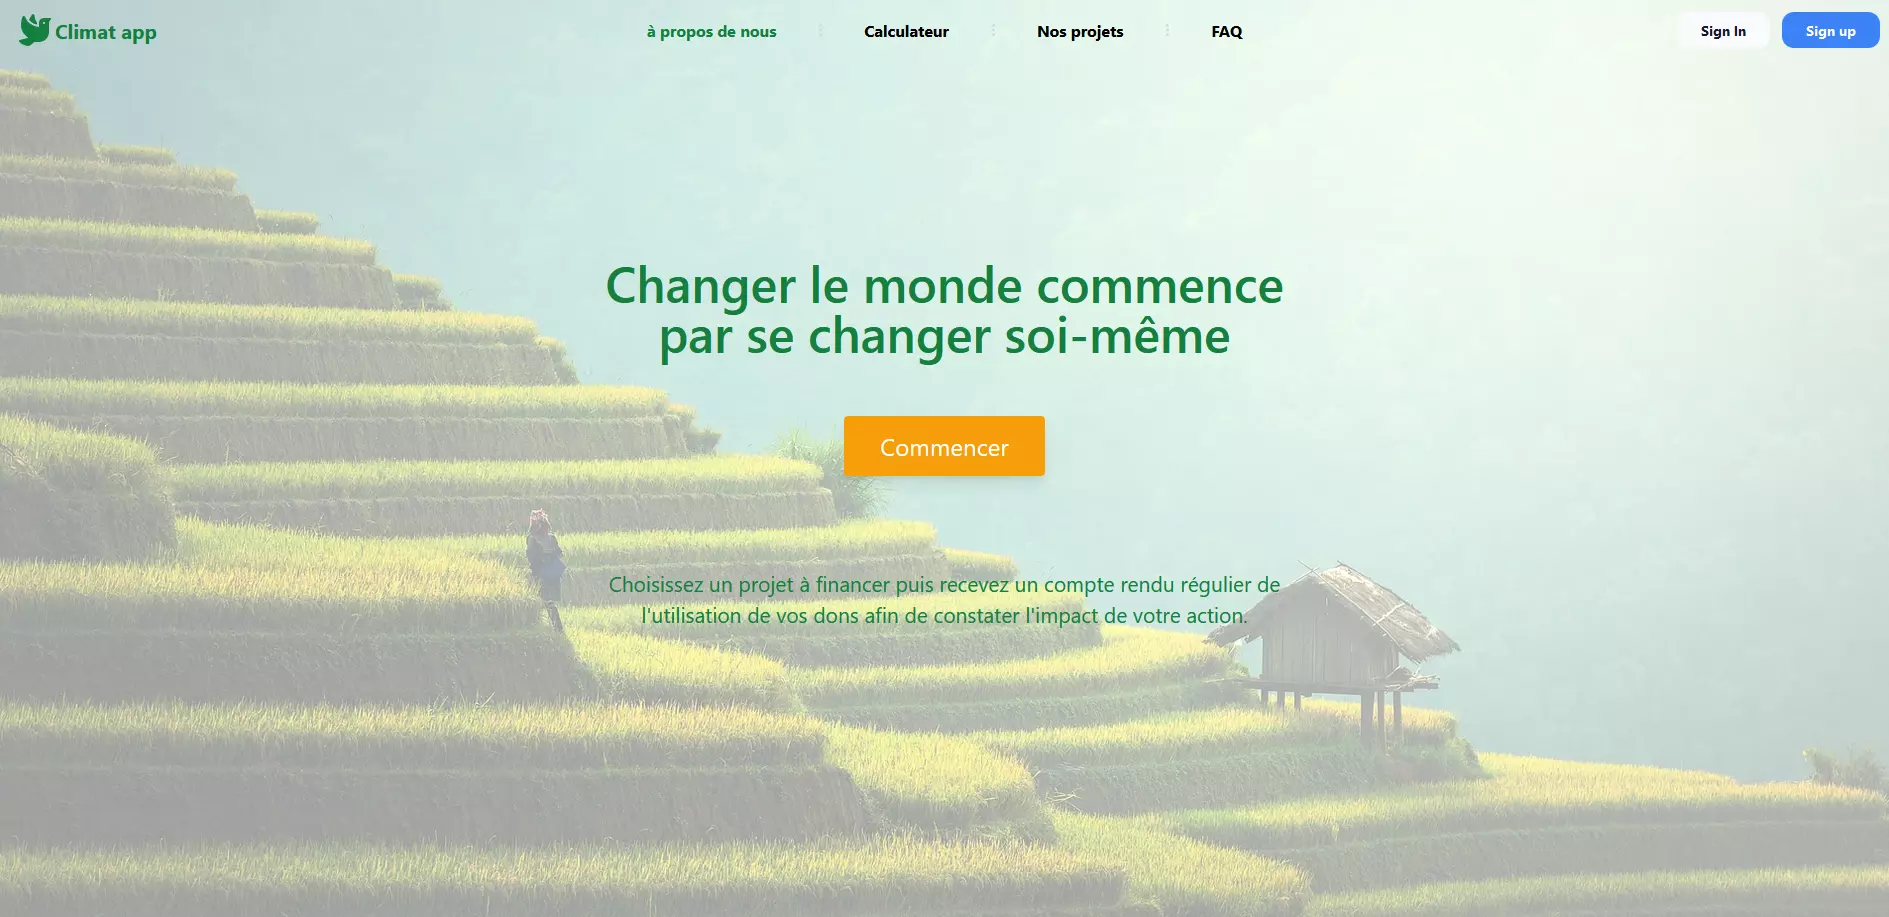 Climat app
à propos de nous
Calculateur
Nos projets
FAQ
Sign In
Sign up
Changer le monde commence
par se changer soi-même
Commencer
Choisissez un projet à financer puis recevez un compte rendu régulier de
l'utilisation de vos dons afin de constater l'impact de votre action.